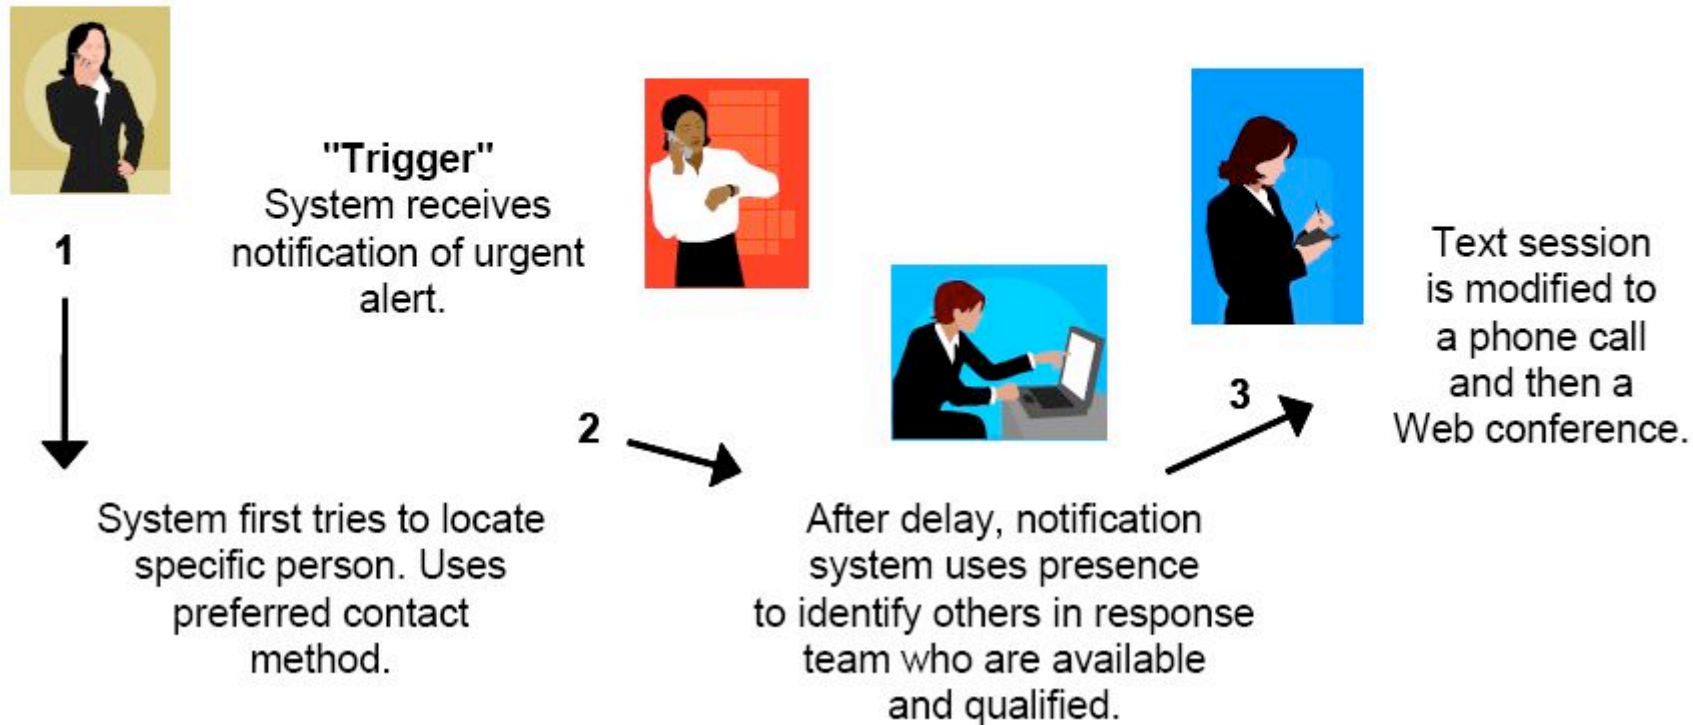 1
"Trigger"
System receives
notification of urgent
alert.
System first tries to locate
specific person. Uses
preferred contact
method.
2
After delay, notification
system uses presence
to identify others in response
team who are available
and qualified.
3
Text session
is modified to
a phone call
and then a
Web conference.